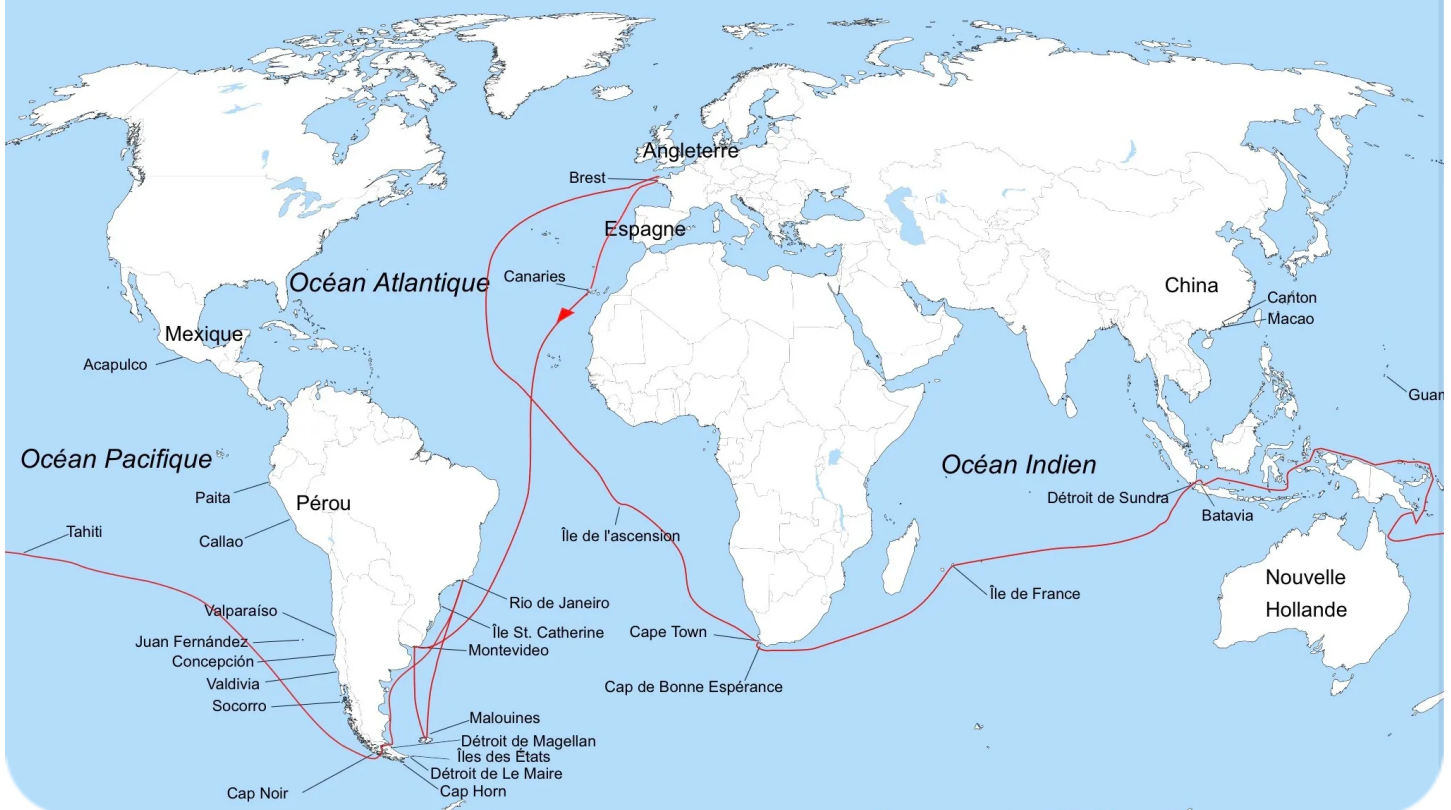 Angleterre
Brest
Espagne
Canaries
Océan Atlantique
China
Canton
Macao
Mexique
Acapulco
Guam
Océan Pacifique
Océan Indien
Paita
Pérou
Détroit de Sundra
Batavia
Tahiti
Callao
Île de l'ascension
Nouvelle
Hollande
Île de France
Rio de Janeiro
Valparaíso
Île St. Catherine
Cape Town
Juan Fernández
Montevideo
Concepción
Valdivia
Cap de Bonne Espérance
Socorro
Malouines
Détroit de Magellan
Îles des États
Détroit de Le Maire
Cap Horn
Cap Noir